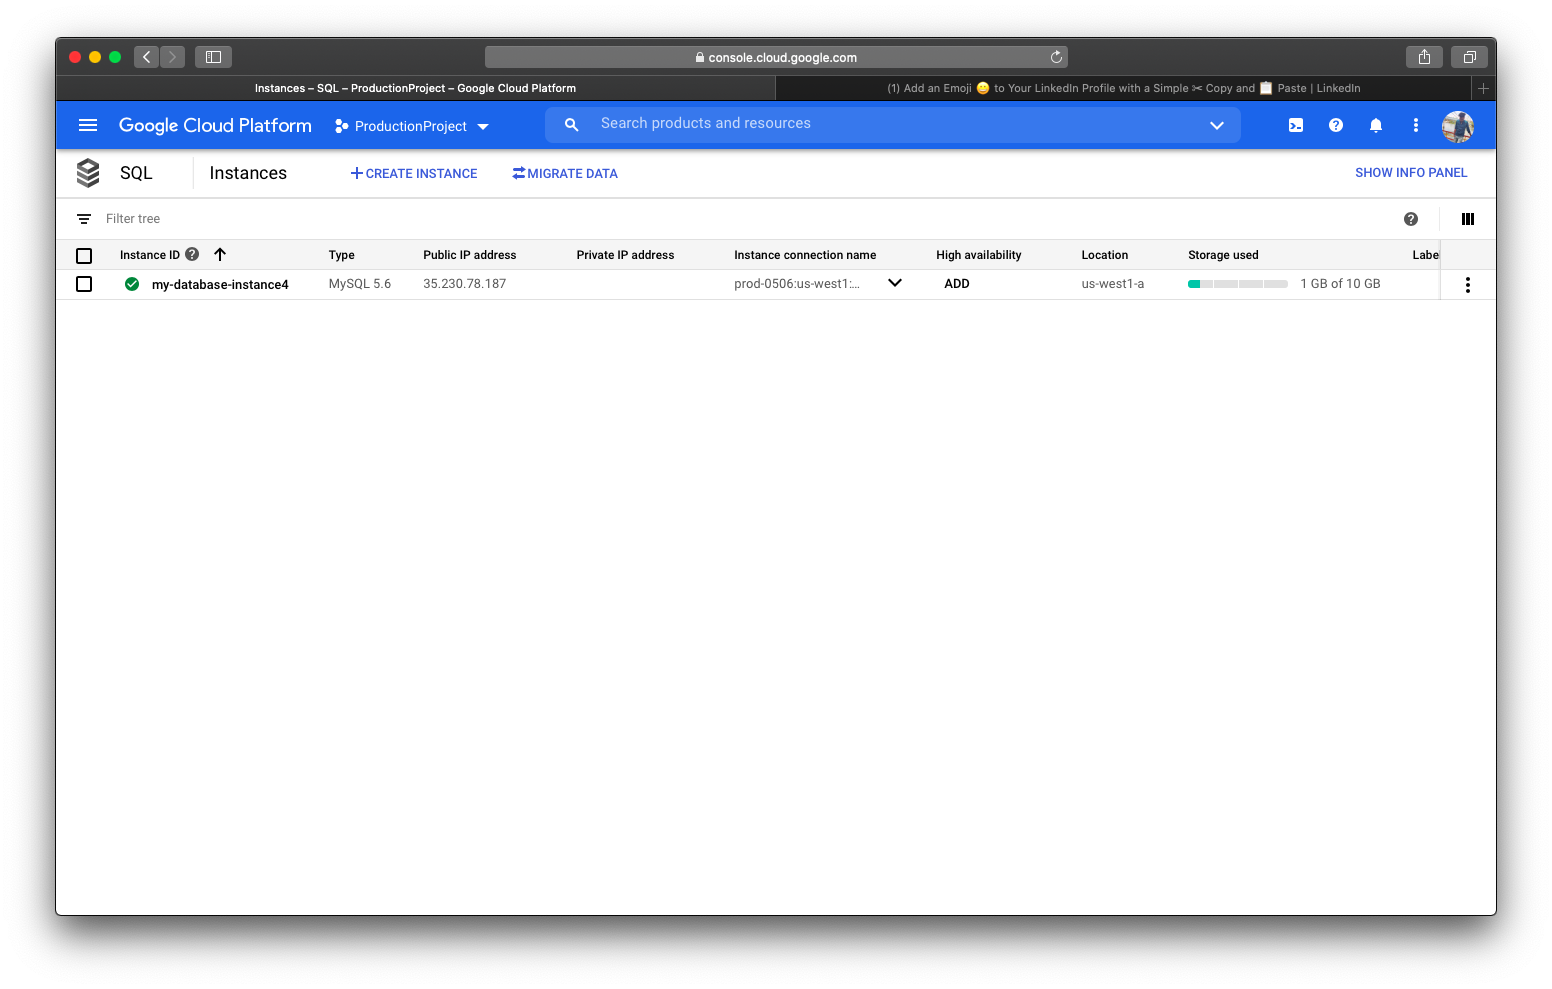 console.cloud.google.com
Instances – SQL – ProductionProject – Google Cloud Platform
(1) Add an Emoji 😀 to Your LinkedIn Profile with a Simple ✂ Copy and 📋 Paste | LinkedIn
Google Cloud Platform ProductionProject Search products and resources
SQL Instances CREATE INSTANCE MIGRATE DATA SHOW INFO PANEL
Filter tree
Instance ID Type Public IP address Private IP address Instance connection name High availability Location Storage used Labe
my-database-instance4 MySQL 5.6 35.230.78.187 prod-0506:us-west1:... ADD us-west1-a 1 GB of 10 GB